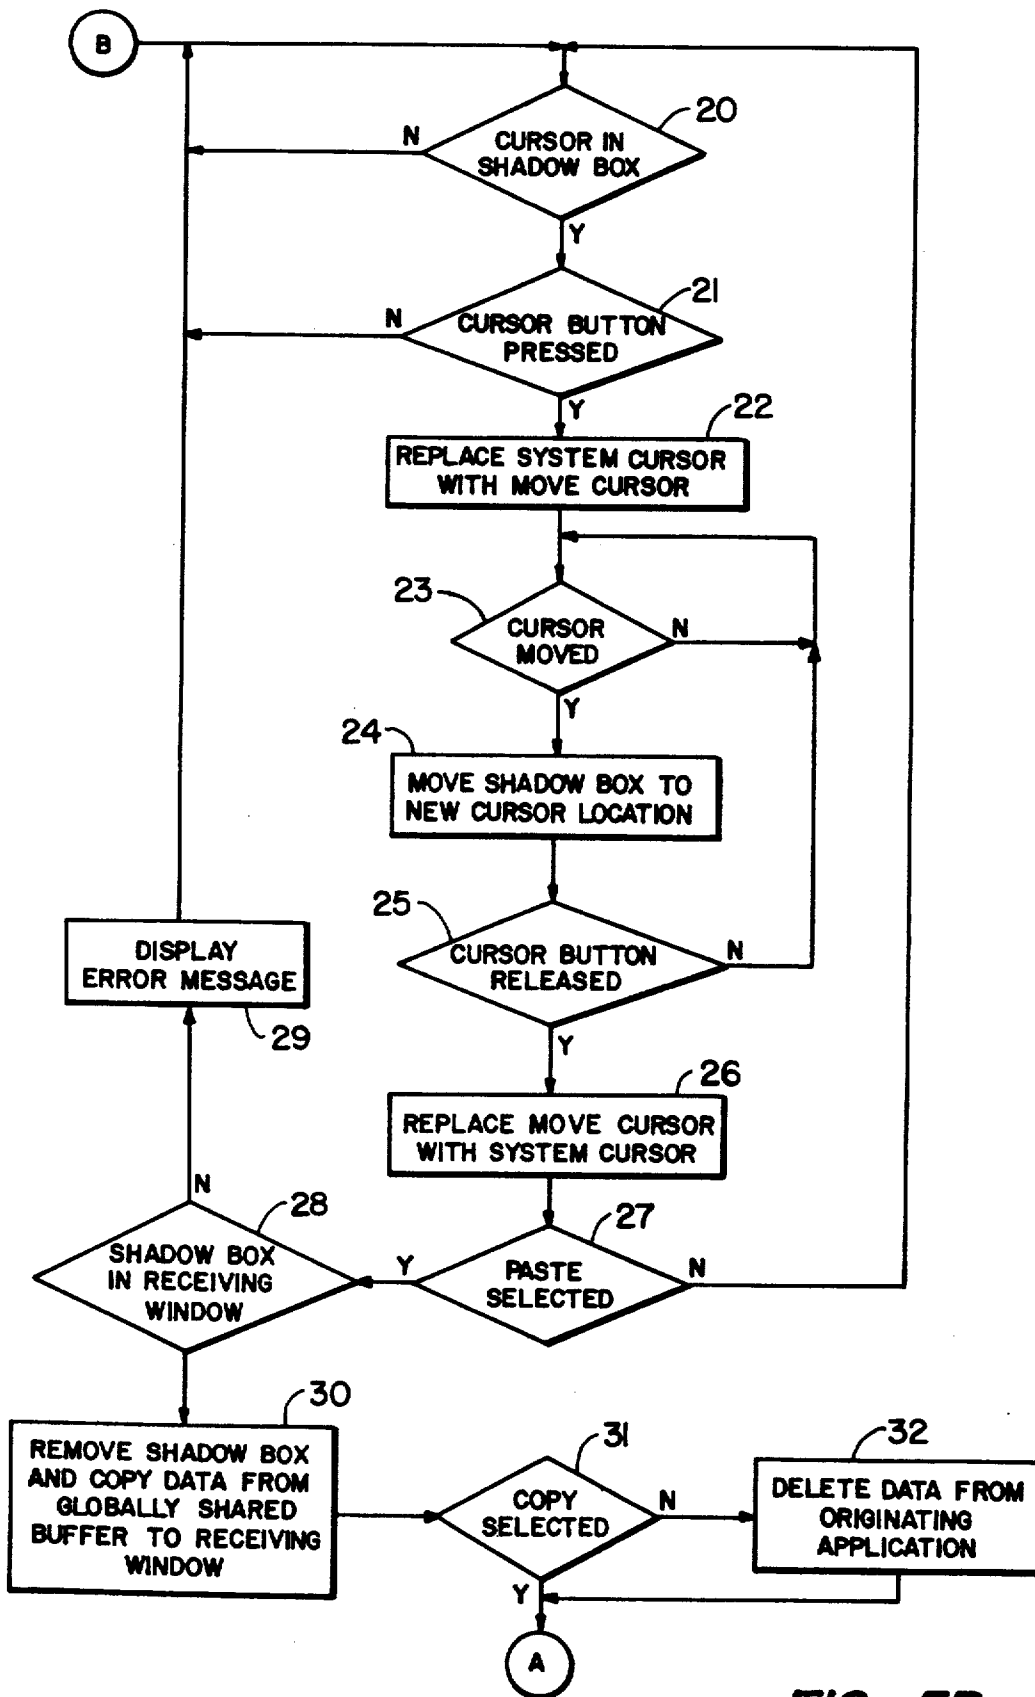 B
20
N
CURSOR IN
SHADOW BOX
Y
21
N
CURSOR BUTTON
PRESSED
Y
22
REPLACE SYSTEM CURSOR
WITH MOVE CURSOR
23
CURSOR
MOVED
N
Y
24
MOVE SHADOW BOX TO
NEW CURSOR LOCATION
25
CURSOR BUTTON
RELEASED
N
DISPLAY
ERROR MESSAGE
29
Y
26
REPLACE MOVE CURSOR
WITH SYSTEM CURSOR
N
28
SHADOW BOX
IN RECEIVING
WINDOW
Y
27
PASTE
SELECTED
N
30
REMOVE SHADOW BOX
AND COPY DATA FROM
GLOBALLY SHARED
BUFFER TO RECEIVING
WINDOW
31
COPY
SELECTED
N
32
DELETE DATA FROM
ORIGINATING
APPLICATION
Y
A